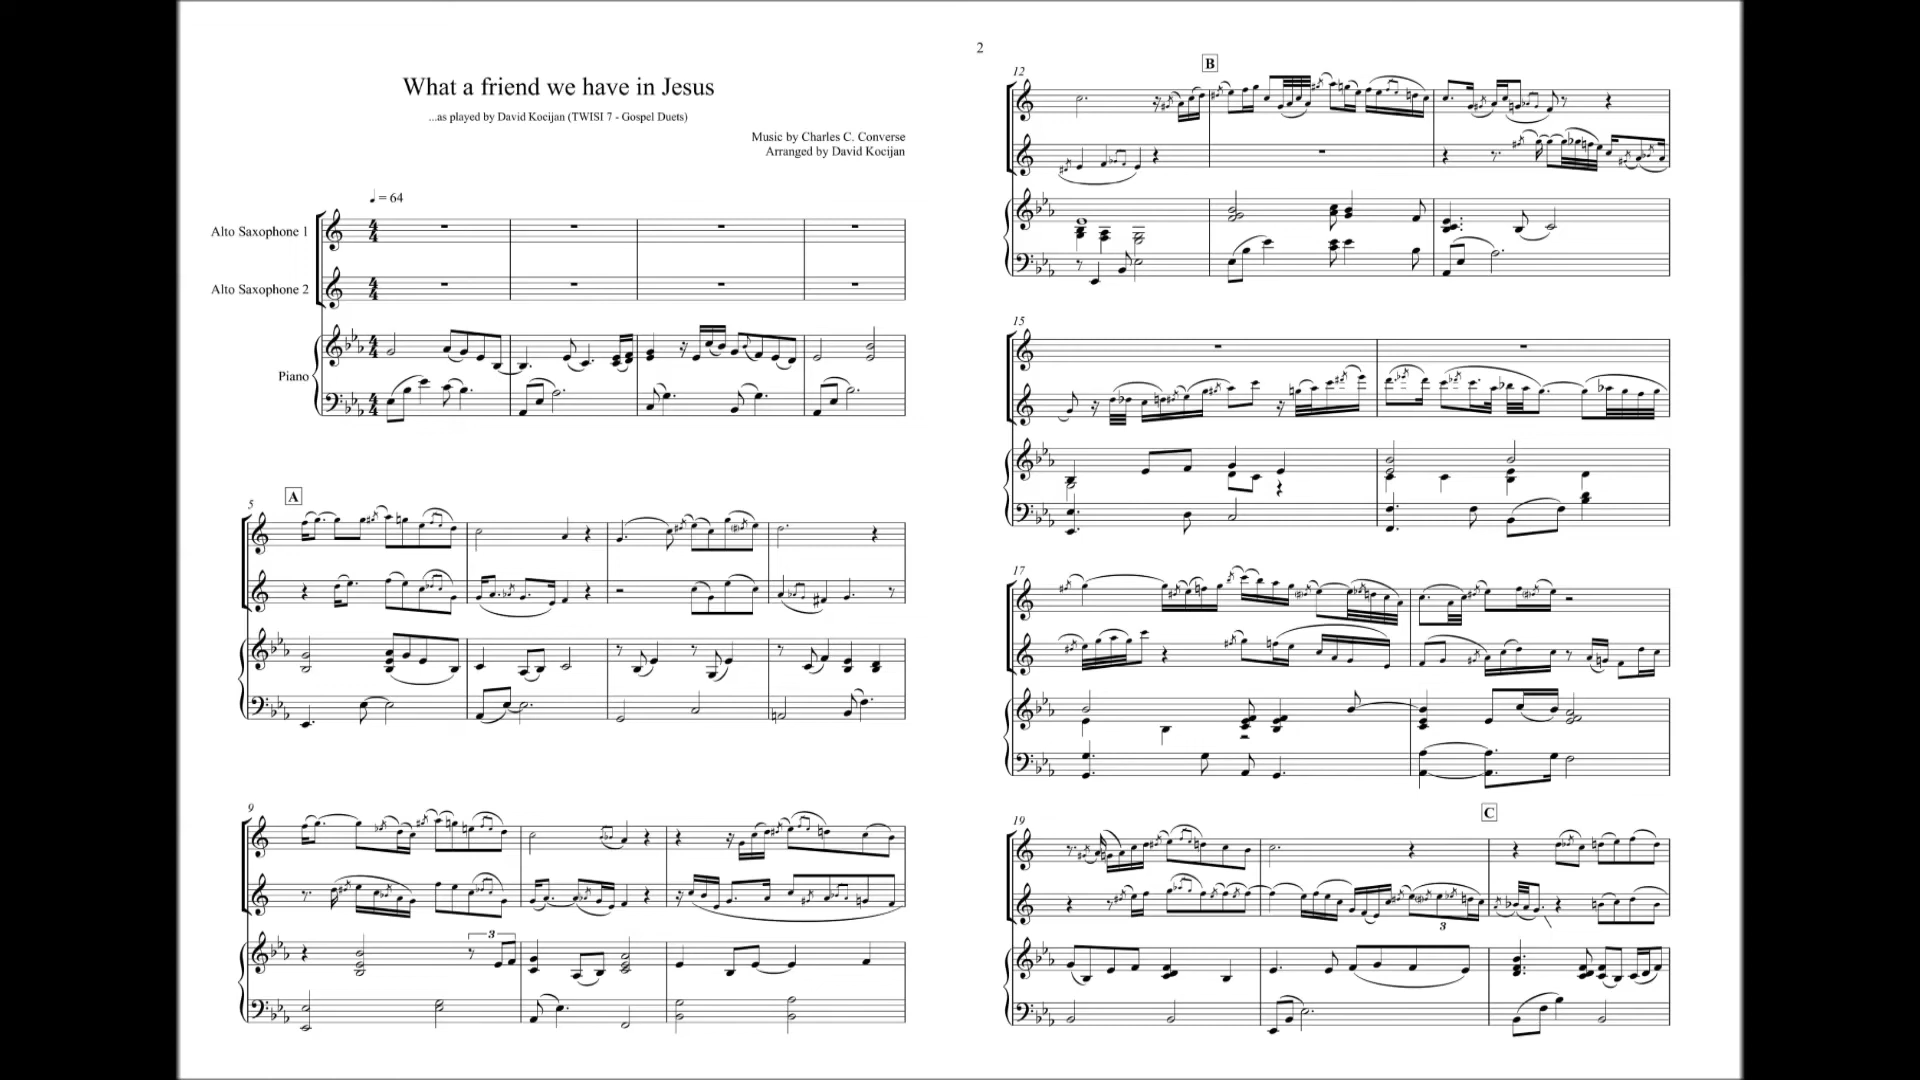 What a friend we have in Jesus
...as played by David Kocijan (TWISI 7 - Gospel Duets)
Music by Charles C. Converse
Arranged by David Kocijan
= 64
Alto Saxophone 1
Alto Saxophone 2
Piano
5
A
9
3
2
12
B
15
17
19
C
3